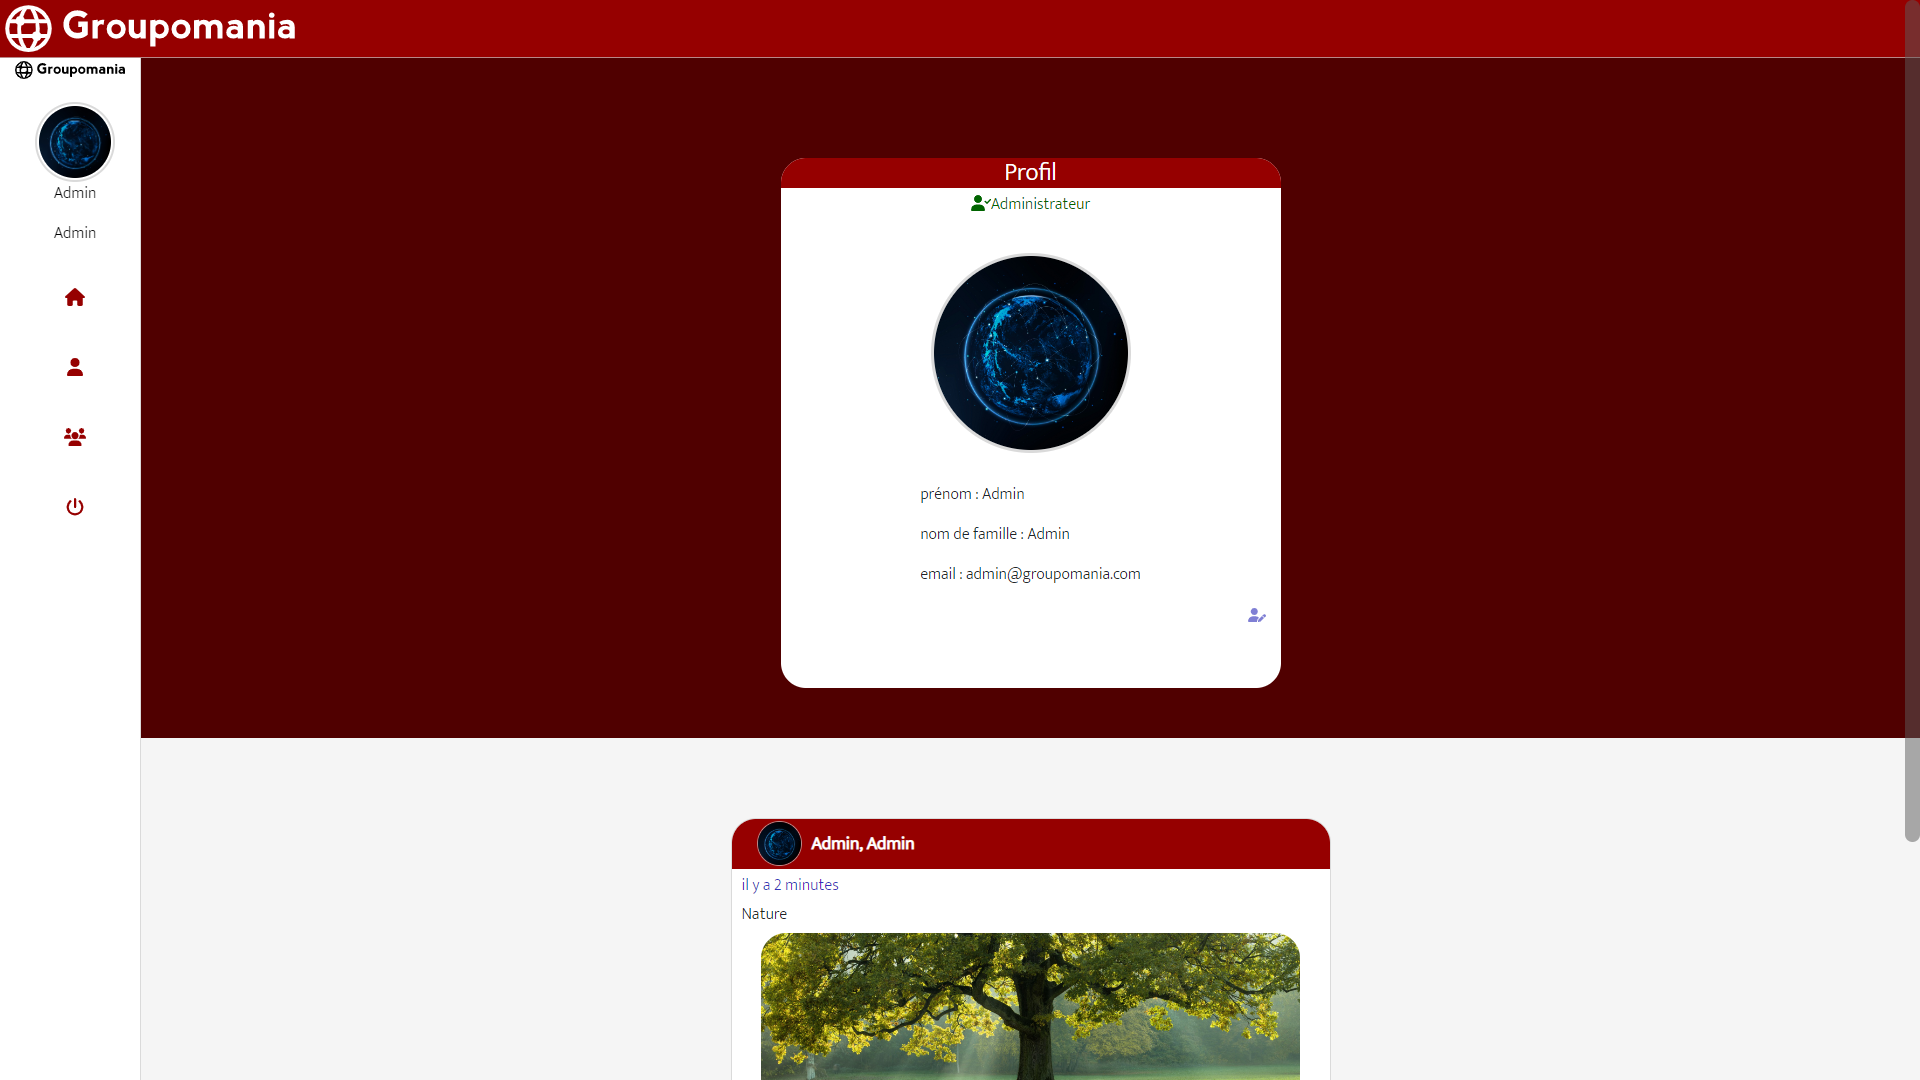 Groupomania
Groupomania
Admin
Admin
Profil
Administrateur
prénom : Admin
nom de famille : Admin
email : admin@groupomania.com
Admin, Admin
il y a 2 minutes
Nature